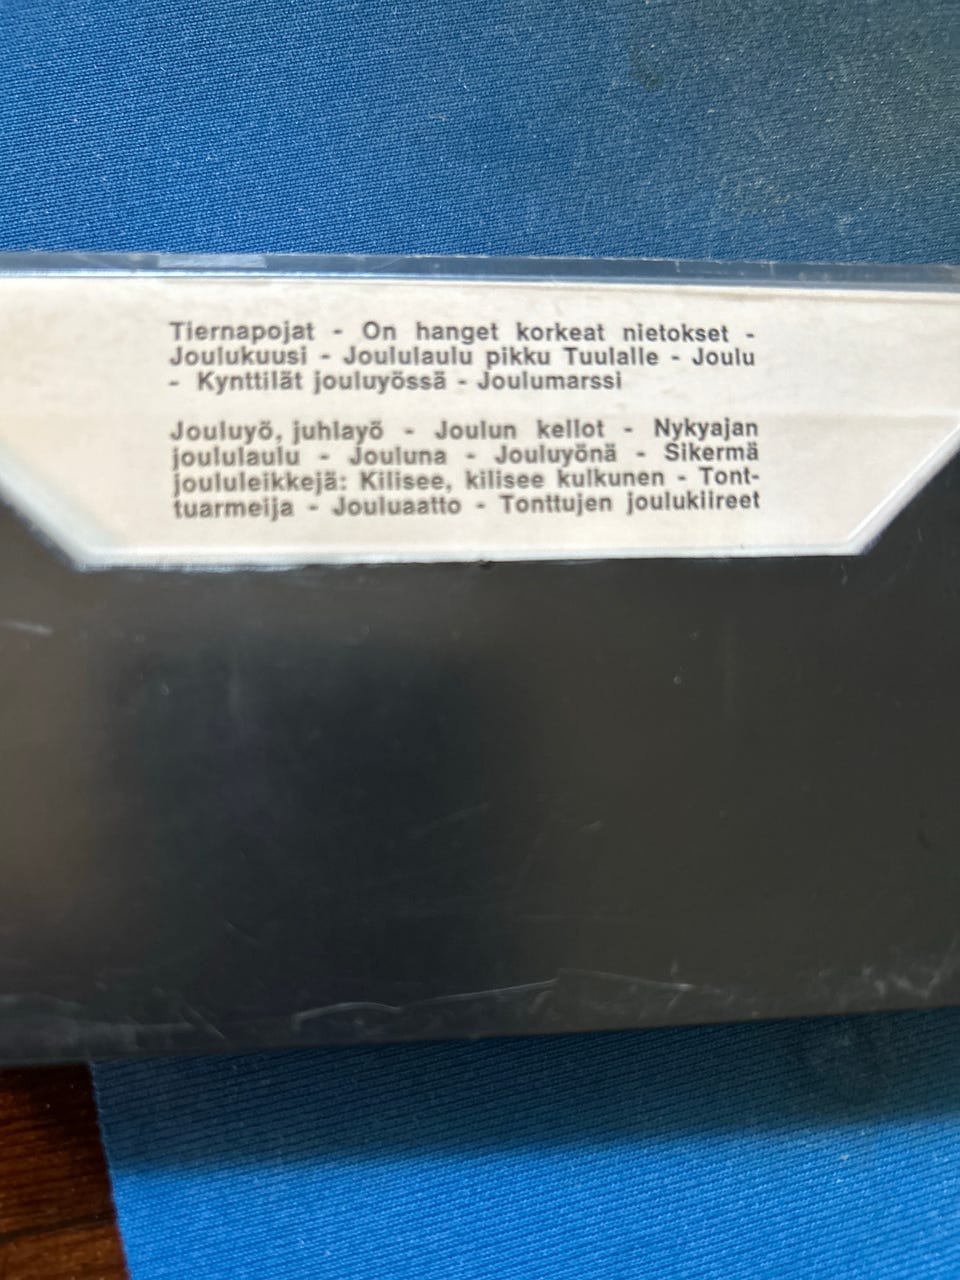 Tiernapojat - On hanget korkeat nietokset -
Joulukuusi - Joululaulu pikku Tuulalle - Joulu
- Kynttilät jouluyössä - Joulumarssi
Jouluyö, juhlayö - Joulun kellot - Nykyajan
joululaulu - Jouluna - Jouluyönä - Sikermä
joululeikkejä: Kilisee, kilisee kulkunen - Tont-
tuarmeija - Jouluaatto - Tonttujen joulukiireet